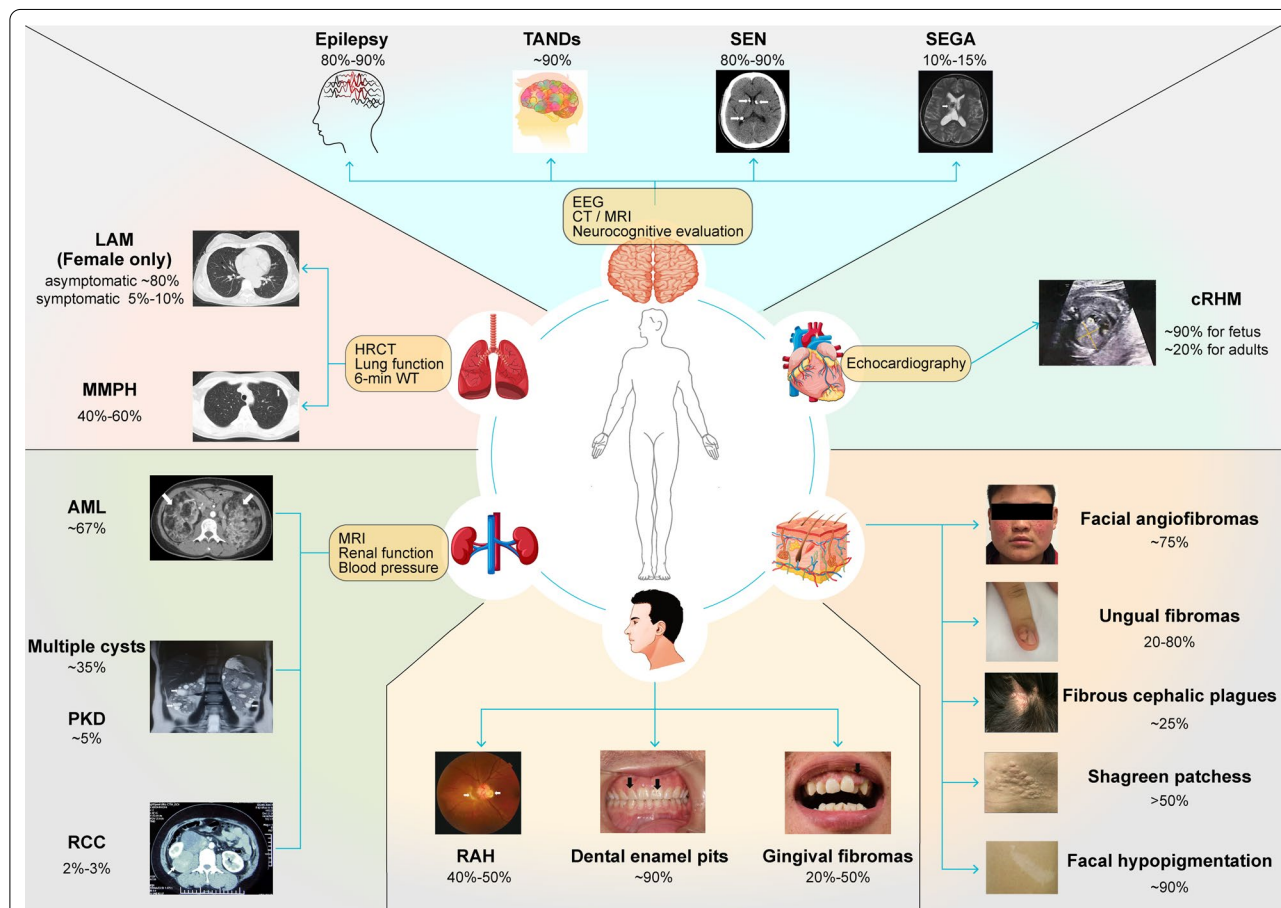 Epilepsy
80%-90%
TANDs
~90%
SEN
80%-90%
SEGA
10%-15%
EEG
CT / MRI
Neurocognitive evaluation
LAM
(Female only)
asymptomatic ~80%
symptomatic 5%-10%
HRCT
Lung function
6-min WT
MMPH
40%-60%
Echocardiography
cRHM
~90% for fetus
~20% for adults
AML
~67%
MRI
Renal function
Blood pressure
Multiple cysts
~35%
PKD
~5%
RCC
2%-3%
RAH
40%-50%
Dental enamel pits
~90%
Gingival fibromas
20%-50%
Facial angiofibromas
~75%
Ungual fibromas
20-80%
Fibrous cephalic plagues
~25%
Shagreen patchess
>50%
Facal hypopigmentation
~90%